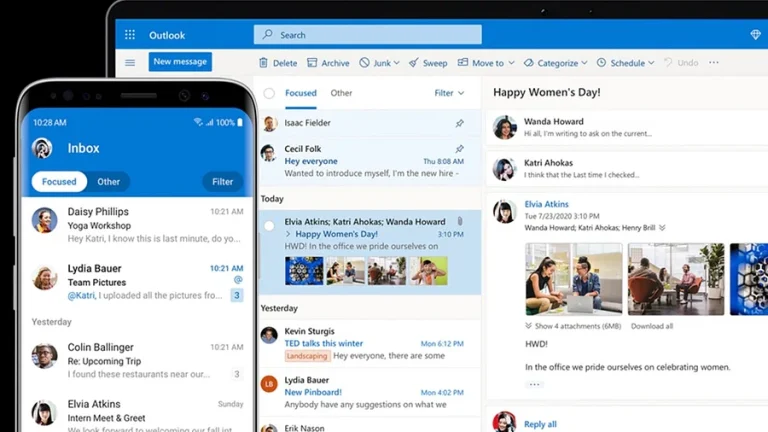 10:28 AM
100%
Inbox
Focused
Other
Filter
Daisy Phillips
10:21 AM
Yoga Workshop
Hey Katri, I know this is last minute, do yo...
Lydia Bauer
10:21 AM
Team Pictures
@
@Katri, I uploaded all the pictures fro...
3
Yesterday
Colin Ballinger
10:21 AM
Re: Upcoming Trip
I found these restaurants near our...
3
Elvia Atkins
Sunday
Intern Meet & Greet
We look forward to welcoming our fall int
Outlook
Search
New message
Delete
Archive
Junk
Sweep
Move to
Categorize
Schedule
Undo
...
Focused
Other
Filter
Isaac Fielder
Cecil Folk
Hey everyone
Thu 8:08 AM
Wanted to introduce myself, I'm the new hire -
Today
Elvia Atkins; Katri Ahokas; Wanda Howard
> Happy Women's Day!
3:10 PM
HWD! In the office we pride ourselves on
Yesterday
Kevin Sturgis
TED talks this winter
Mon 6:12 PM
Landscaping
Hey everyone, there are some
LB
Lydia Bauer
New Pinboard!
Mon 4:02 PM
Anybody have any suggestions on what we
Erik Nason
Happy Women's Day!
Wanda Howard
Hi all, I'm writing to ask on the current...
Katri Ahokas
I think that the Last time I checked...
Elvia Atkins
Tue 7/23/2020 3:10 PM
Wanda Howard; Katri Ahokas; Henry Brill
Show 4 attachments (6MB)
Download all
HWD!
In the office we pride ourselves on celebrating women.
...
Reply all